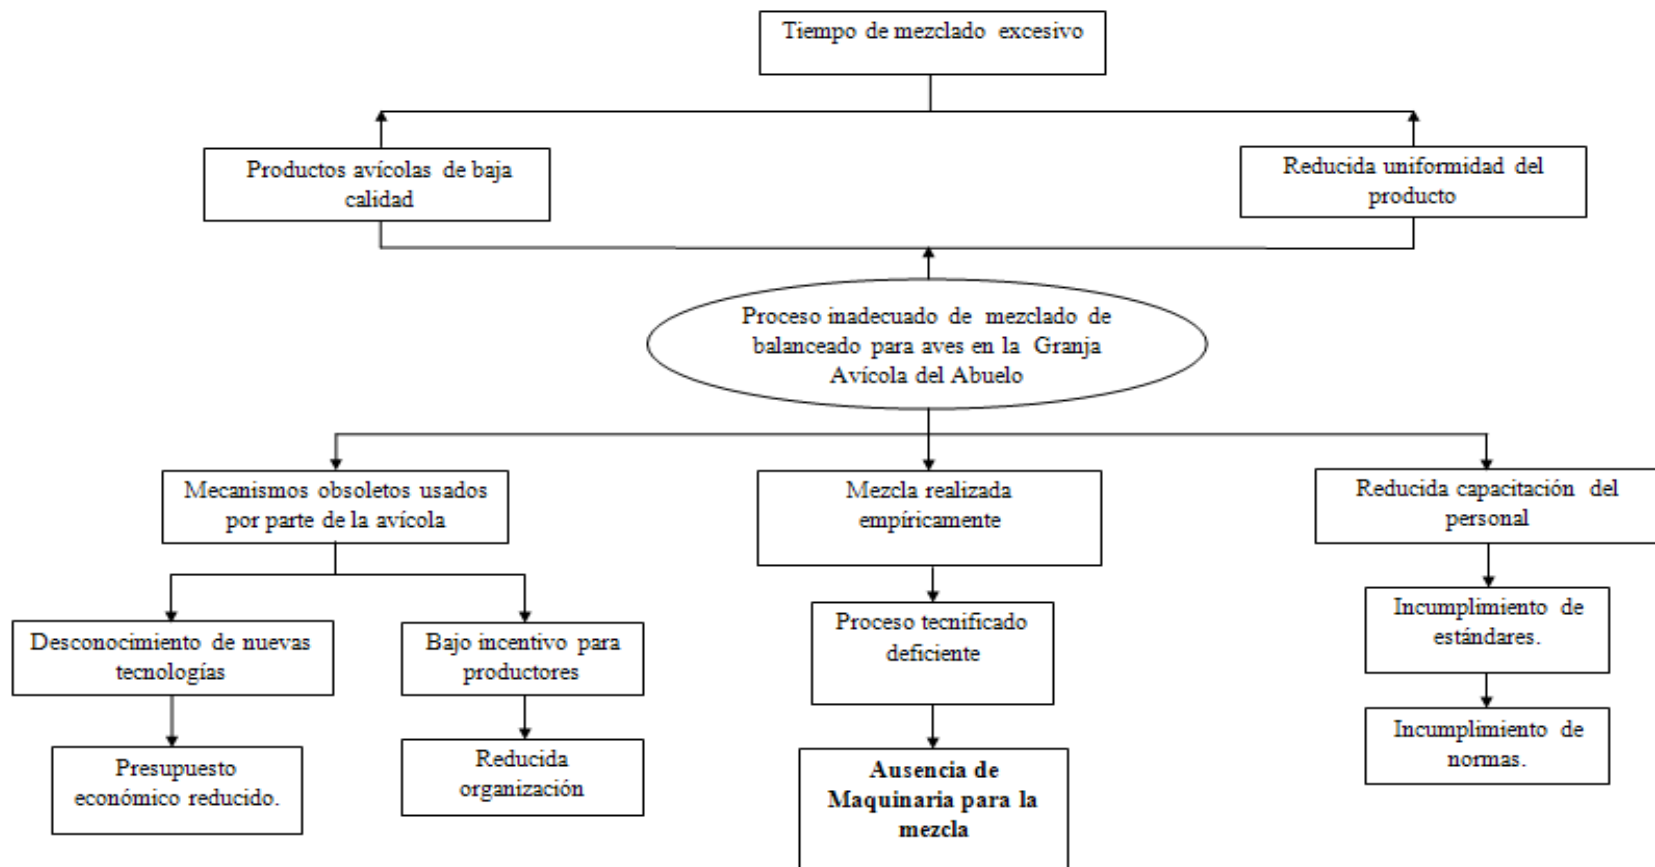 Tiempo de mezclado excesivo
Productos avícolas de baja
calidad
Reducida uniformidad del
producto
Proceso inadecuado de mezclado de
balanceado para aves en la Granja
Avícola del Abuelo
Mecanismos obsoletos usados
por parte de la avícola
Mezcla realizada
empíricamente
Reducida capacitación del
personal
Desconocimiento de nuevas
tecnologías
Bajo incentivo para
productores
Proceso tecnificado
deficiente
Incumplimiento de
estándares.
Presupuesto
económico reducido.
Reducida
organización
Ausencia de
Maquinaria para la
mezcla
Incumplimiento de
normas.